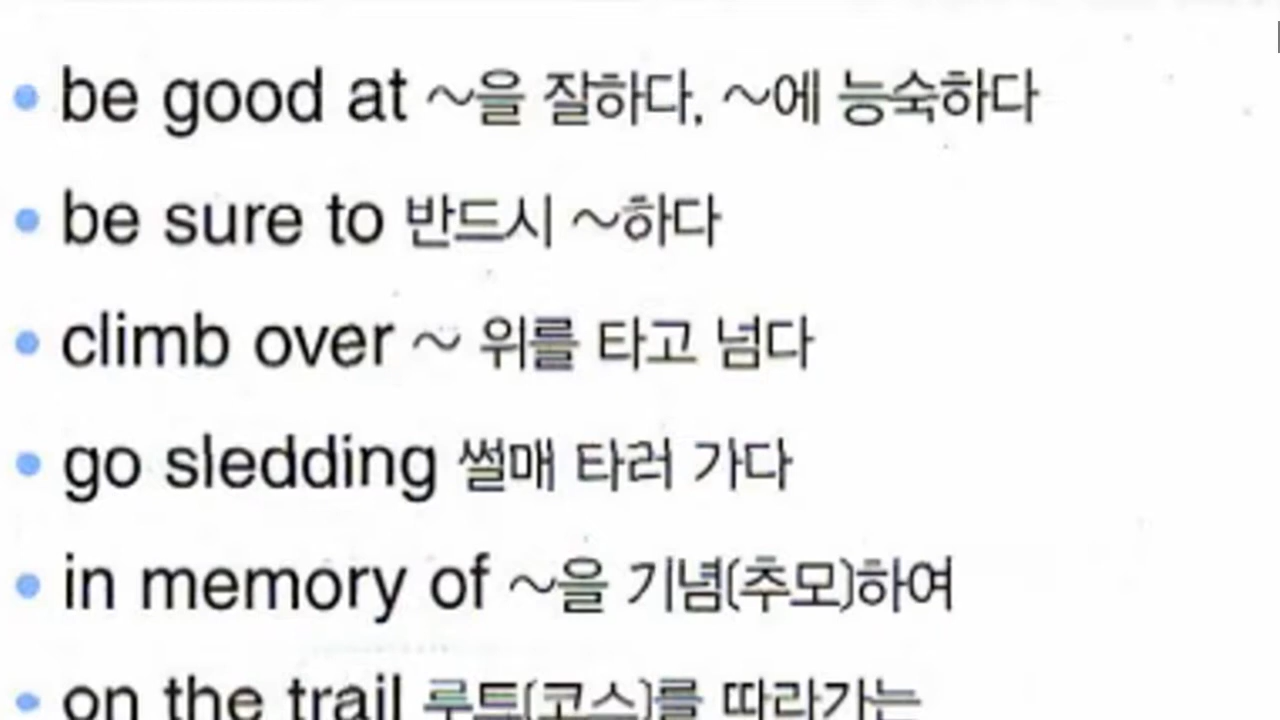 • be good at ~을 잘하다, ~에 능숙하다
• be sure to 반드시 ~하다
• climb over ~ 위를 타고 넘다
• go sledding 썰매 타러 가다
• in memory of ~을 기념(추모)하여
• on the trail 루트(코스)를 따라가는